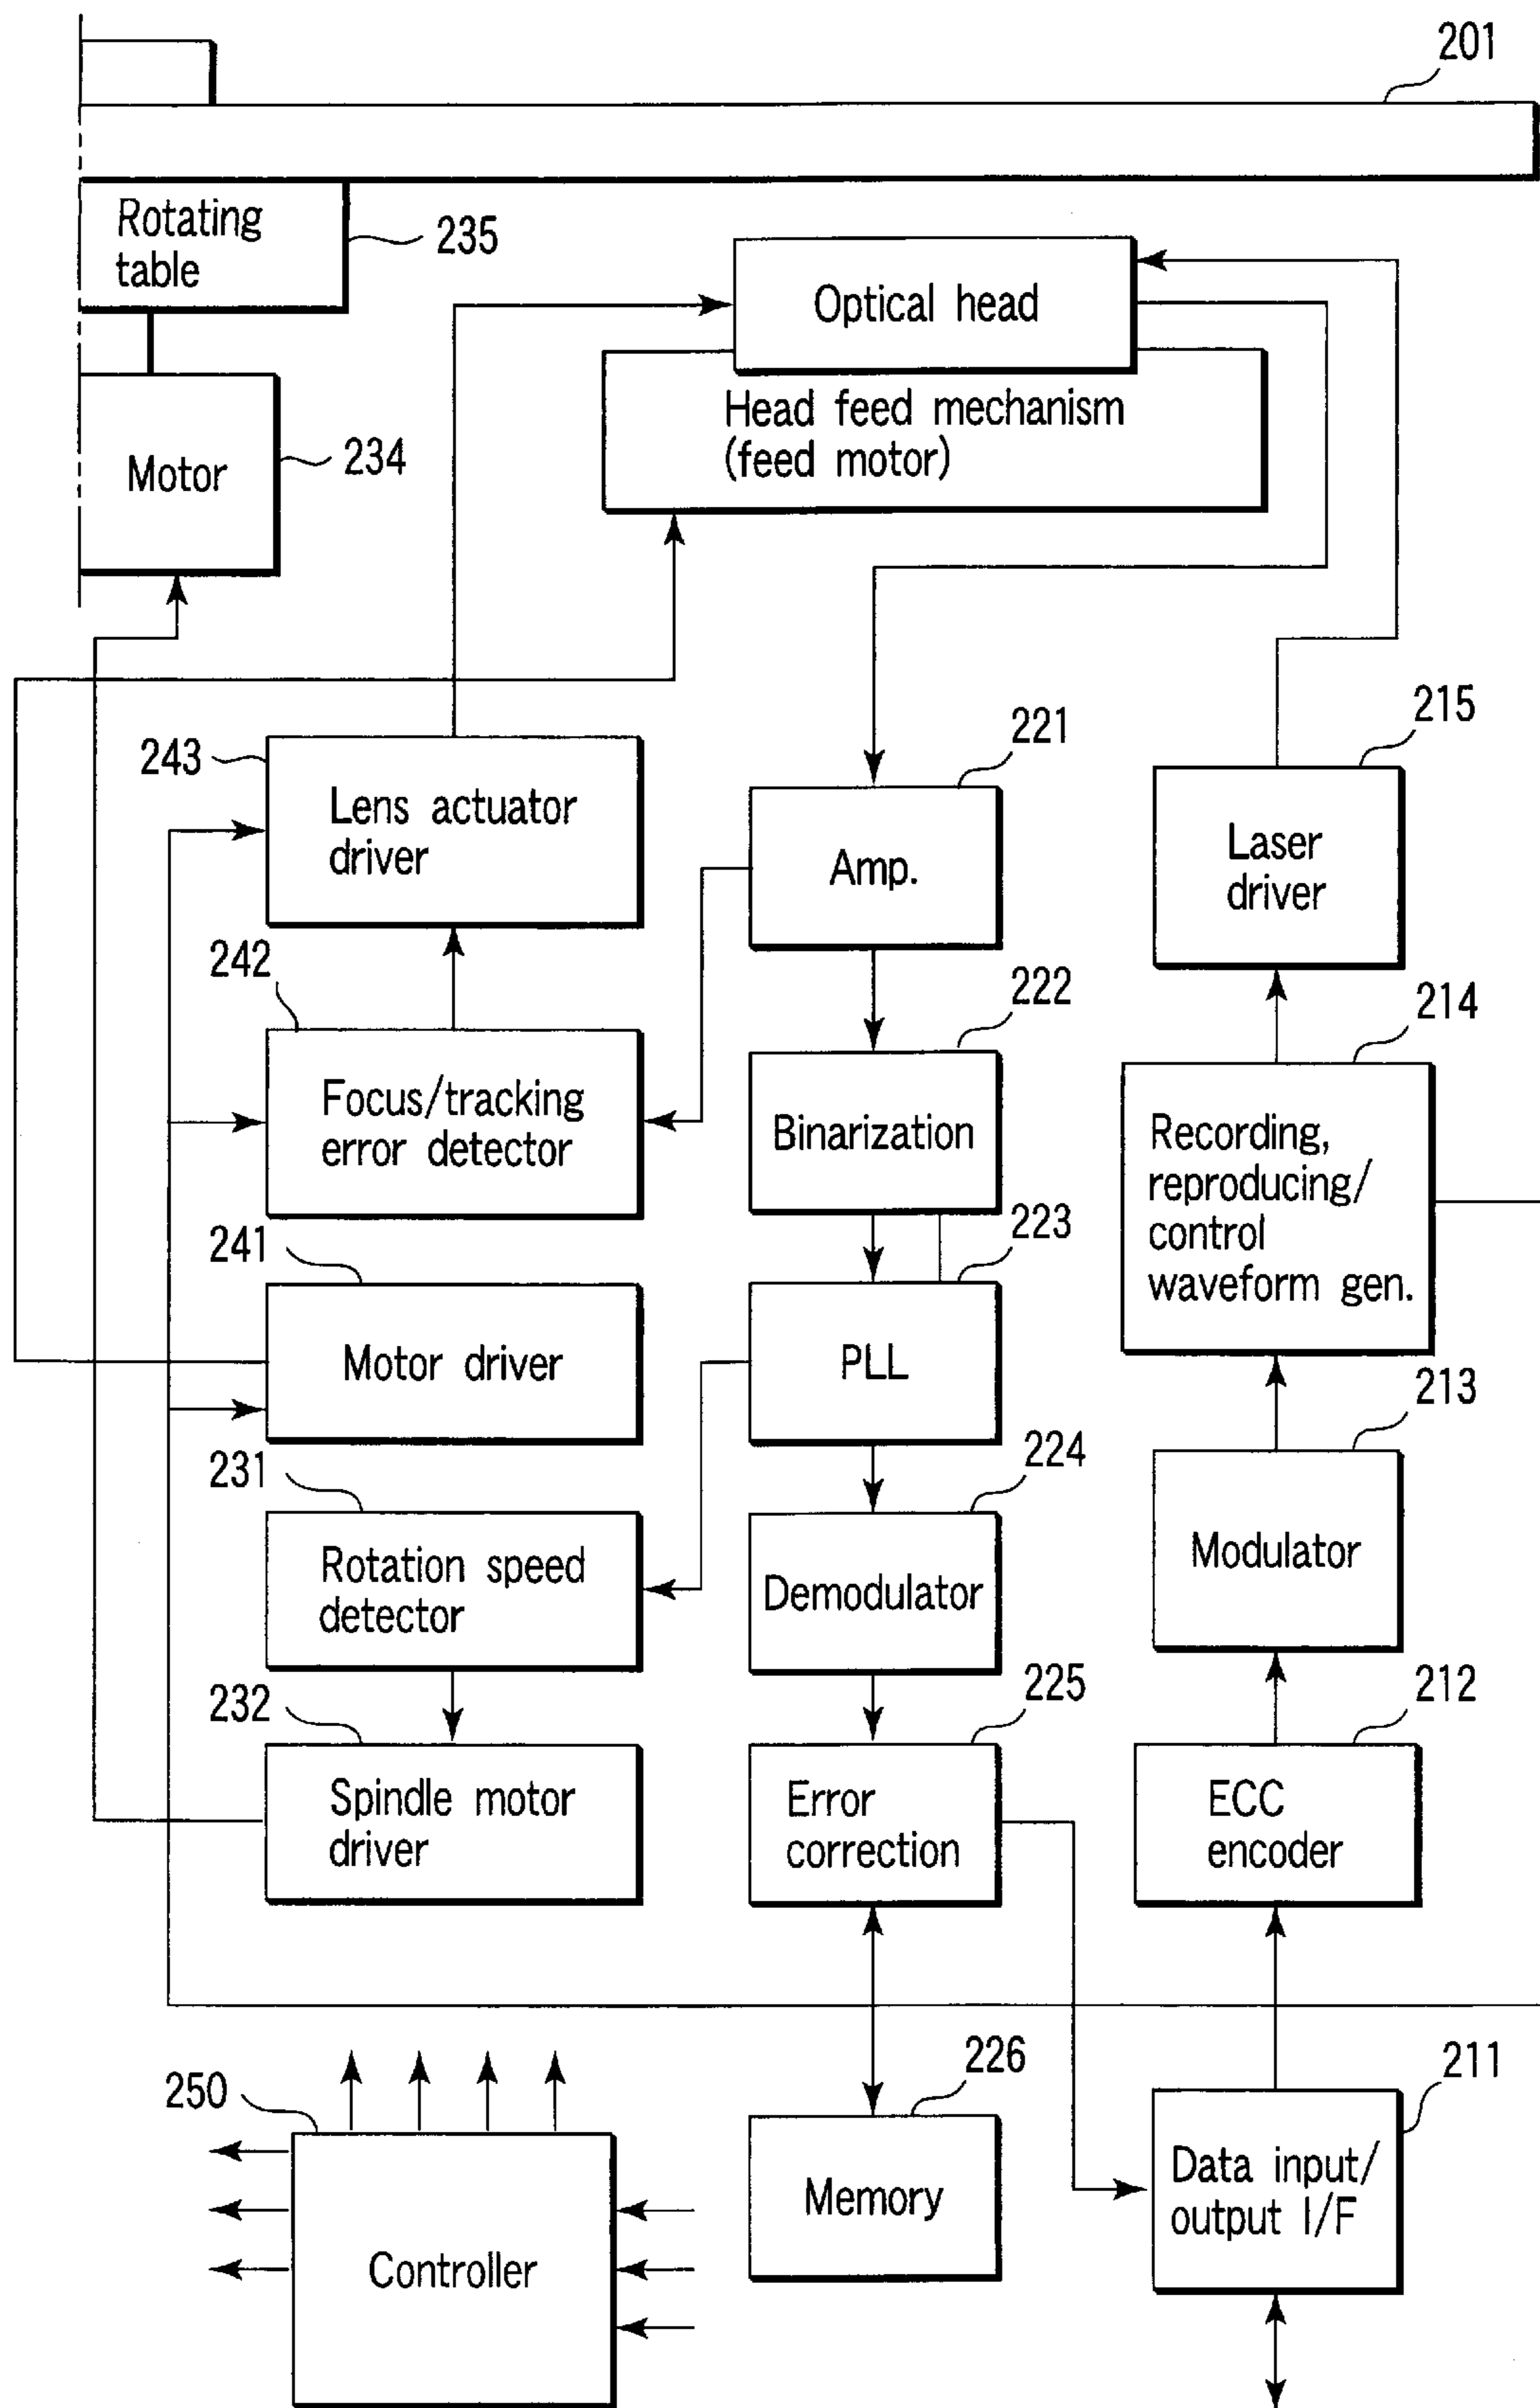 201
Rotating
table
235
Optical head
Head feed mechanism
(feed motor)
Motor
234
243
Lens actuator
driver
221
Amp.
215
Laser
driver
242
Focus/tracking
error detector
222
Binarization
214
Recording,
reproducing/
control
waveform gen.
241
Motor driver
223
PLL
213
Modulator
231
Rotation speed
detector
224
Demodulator
232
Spindle motor
driver
225
Error
correction
212
ECC
encoder
250
Controller
226
Memory
211
Data input/
output I/F